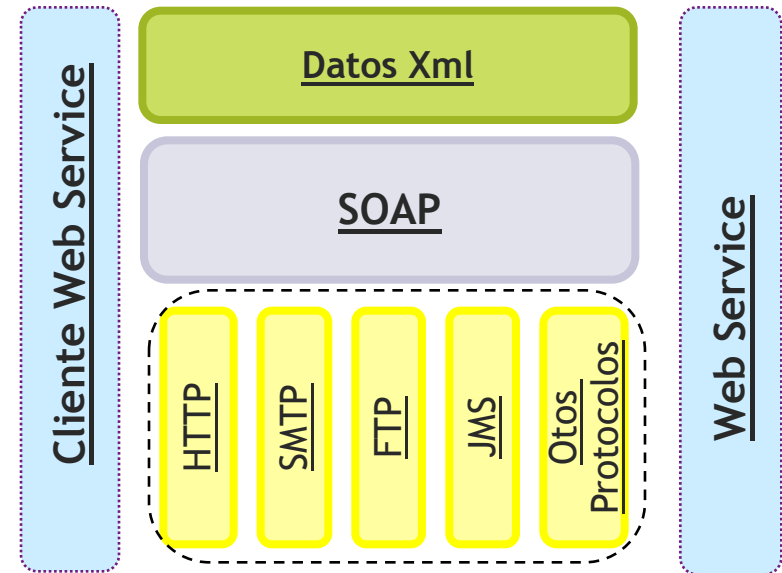 Cliente Web Service
Datos Xml
SOAP
HTTP
SMTP
FTP
JMS
Otos
Protocolos
Web Service